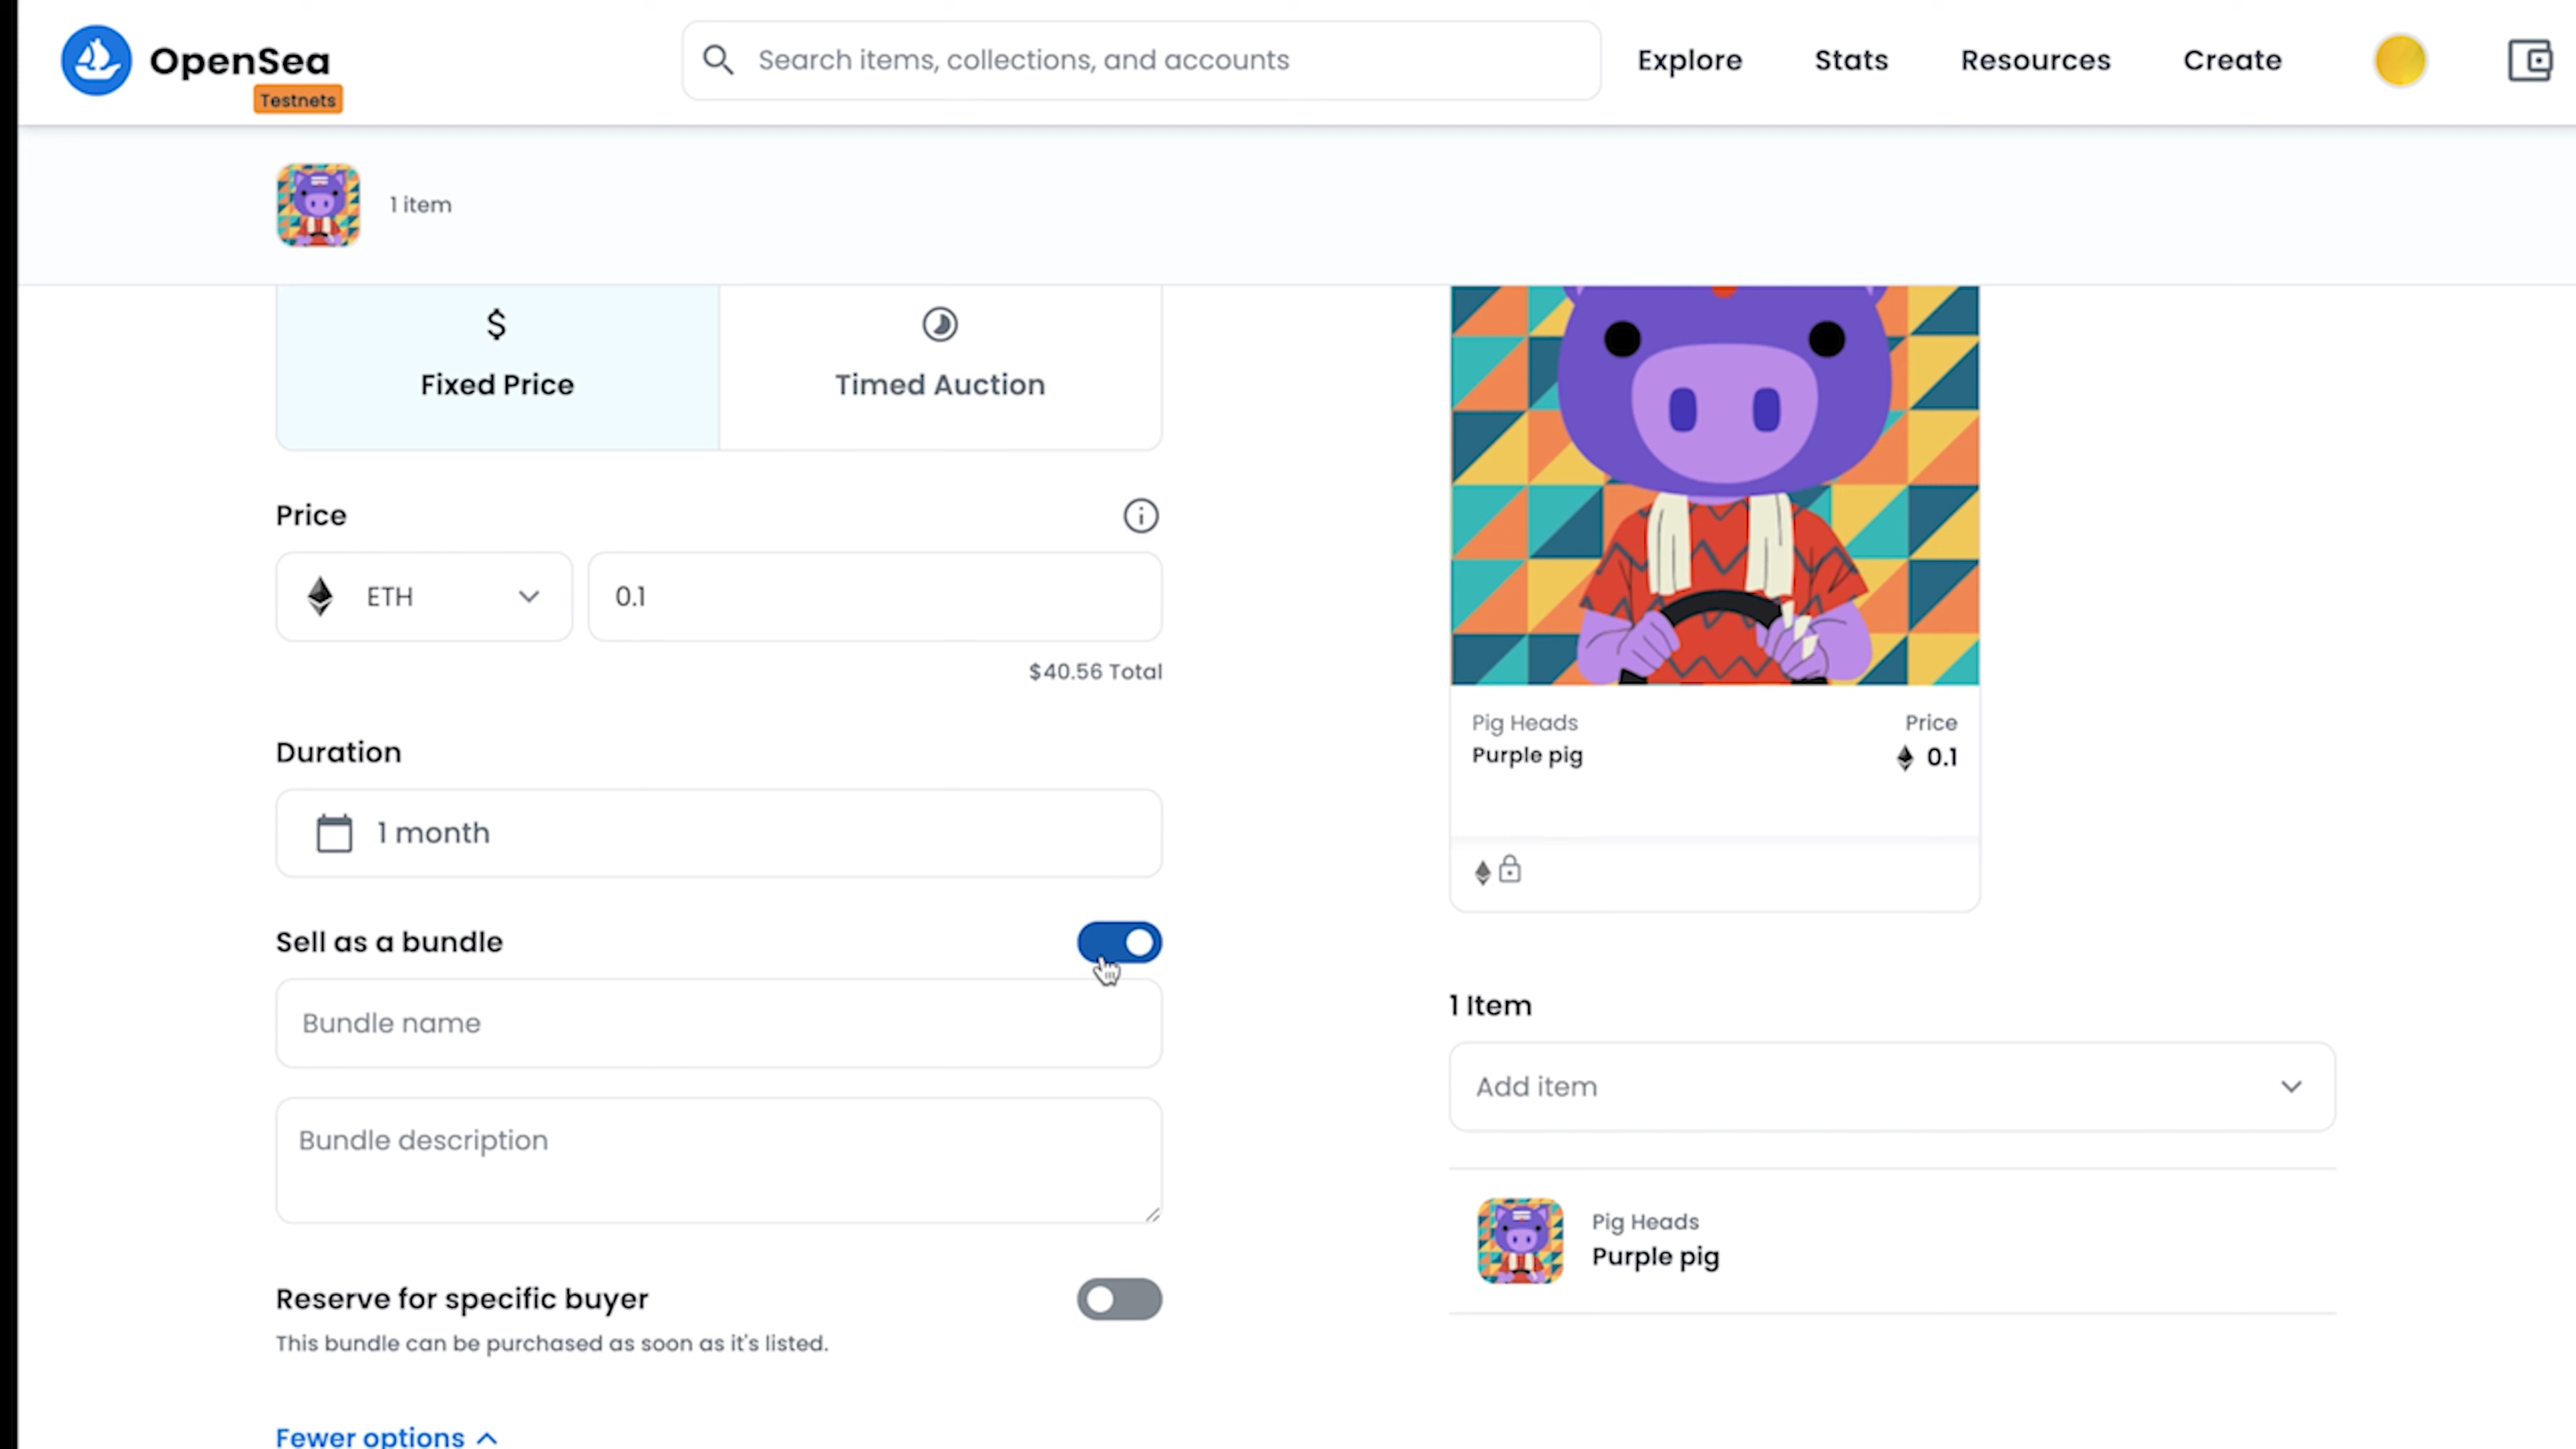 OpenSea
Testnets
Search items, collections, and accounts
Explore
Stats
Resources
Create
1 item
$
Fixed Price
Timed Auction
Price
ETH
0.1
$40.56 Total
Duration
1 month
Sell as a bundle
Bundle name
Bundle description
Reserve for specific buyer
This bundle can be purchased as soon as it's listed.
Fewer options
Pig Heads
Price
Purple pig
0.1
1 Item
Add item
Pig Heads
Purple pig